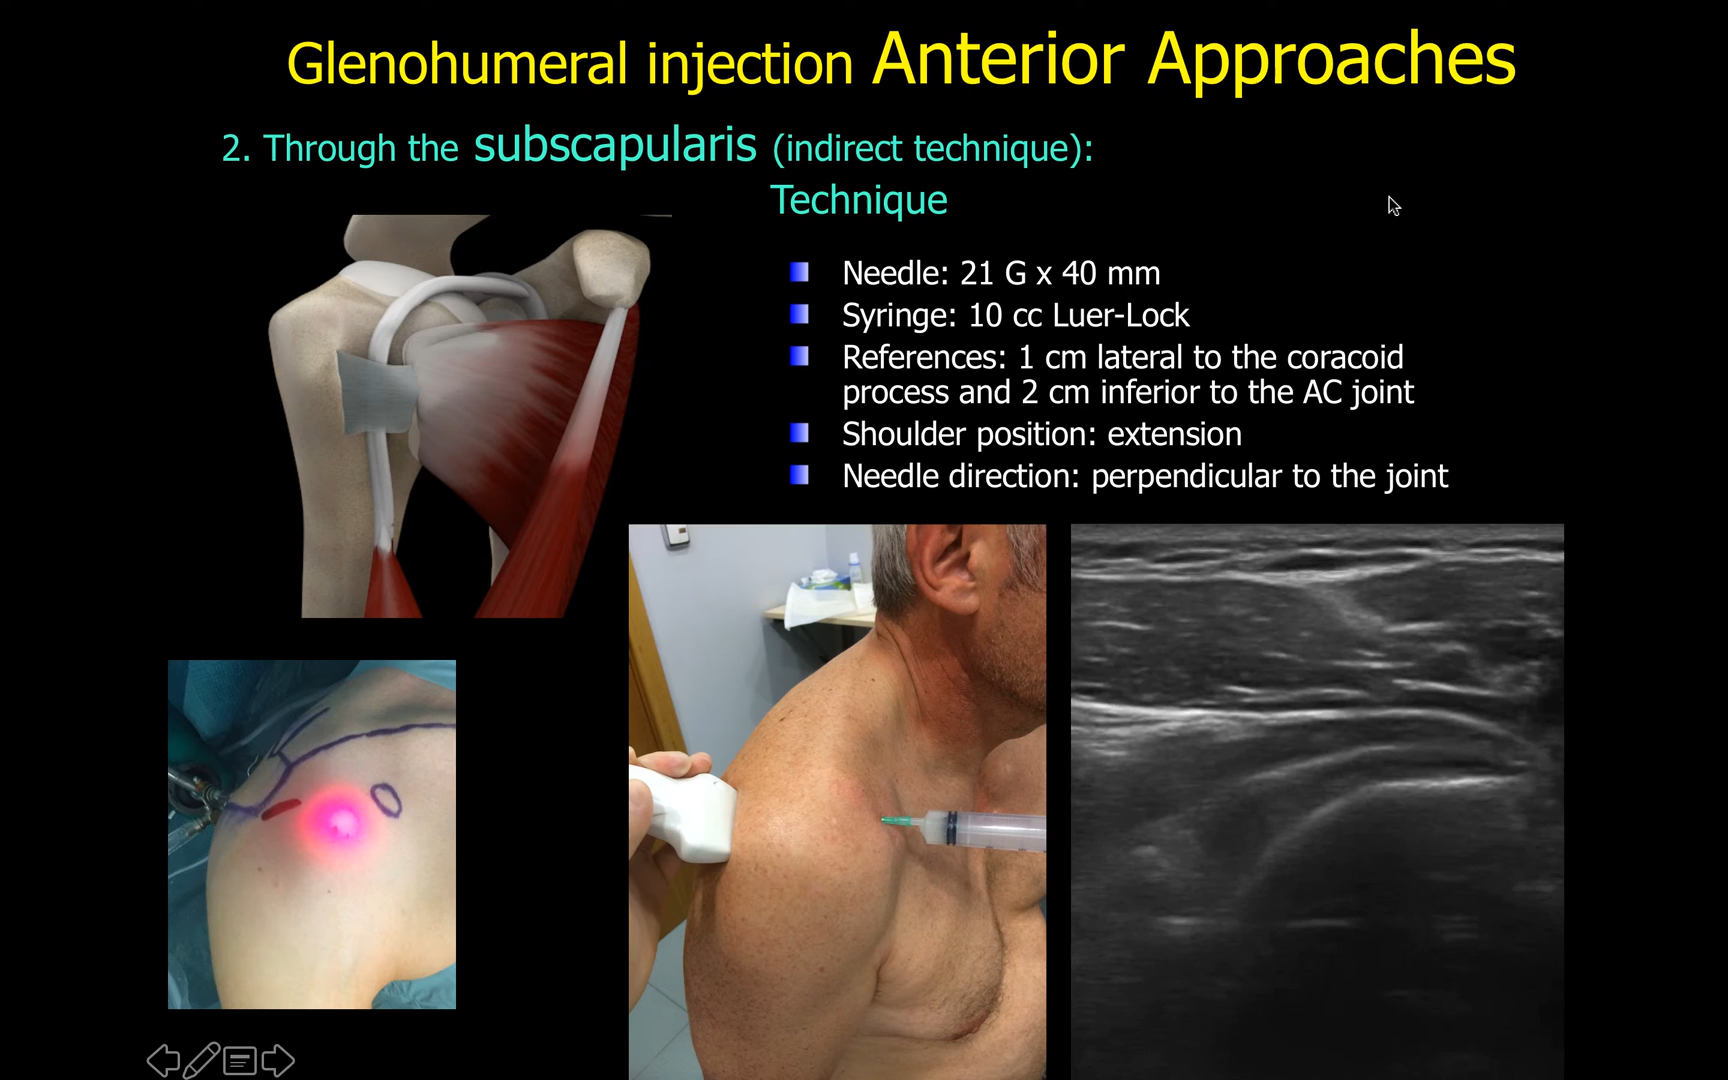 Glenohumeral injection Anterior Approaches
2. Through the subscapularis (indirect technique):
Technique
Needle: 21 G x 40 mm
Syringe: 10 cc Luer-Lock
References: 1 cm lateral to the coracoid
process and 2 cm inferior to the AC joint
Shoulder position: extension
Needle direction: perpendicular to the joint